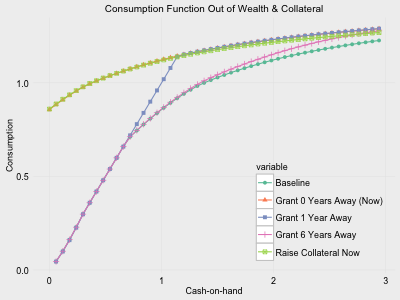 Consumption Function Out of Wealth & Collateral
Consumption
1.0
0.5
0.0
variable
Baseline
Grant 0 Years Away (Now)
Grant 1 Year Away
Grant 6 Years Away
Raise Collateral Now
0
1
2
3
Cash-on-hand